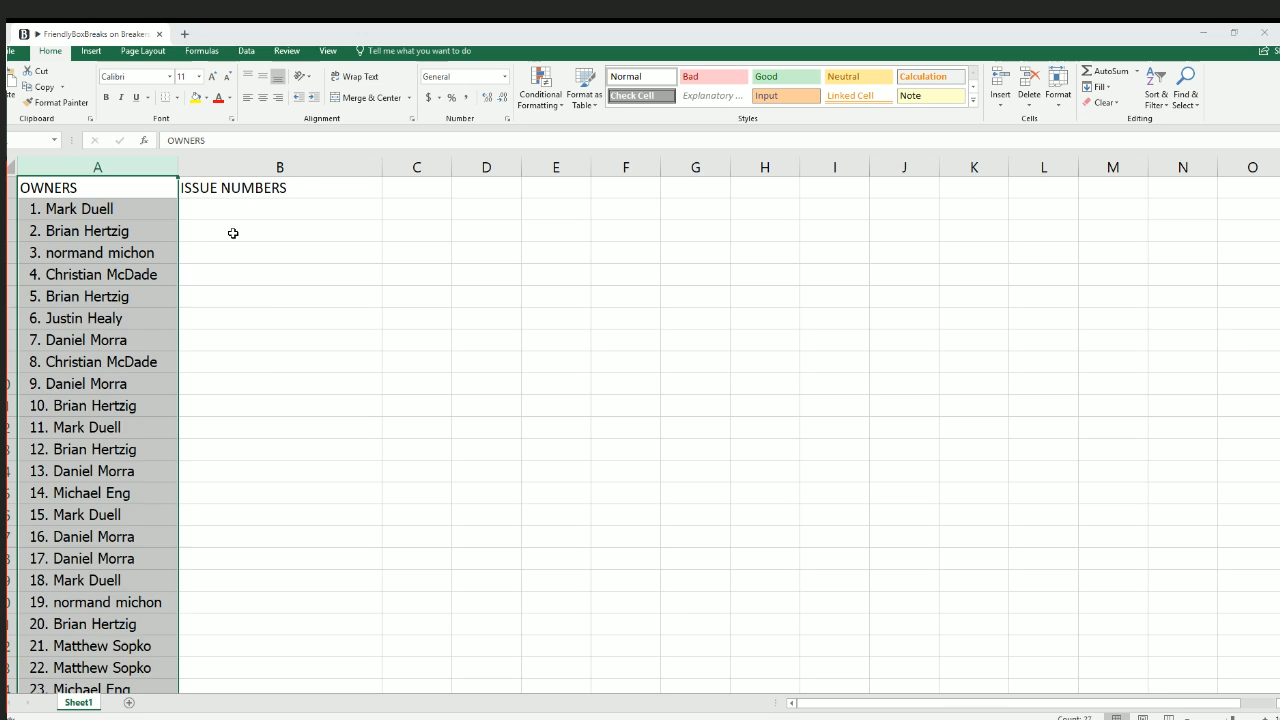 FriendlyBoxBreaks on Breakers
Home Insert Page Layout Formulas Data Review View Tell me what you want to do
Cut
Copy
Format Painter
Clipboard
Calibri 11
B I U
Font
Wrap Text
Merge & Center
Alignment
General
$ % ,
Number
Conditional Formatting
Format as Table
Normal Bad Good Neutral Calculation
Check Cell Explanatory ... Input Linked Cell Note
Styles
Insert Delete Format
Cells
AutoSum
Fill
Clear
Sort & Filter
Find & Select
Editing
fx OWNERS
A B C D E F G H I J K L M N O
OWNERS ISSUE NUMBERS
1. Mark Duell
2. Brian Hertzig
3. normand michon
4. Christian McDade
5. Brian Hertzig
6. Justin Healy
7. Daniel Morra
8. Christian McDade
9. Daniel Morra
10. Brian Hertzig
11. Mark Duell
12. Brian Hertzig
13. Daniel Morra
14. Michael Eng
15. Mark Duell
16. Daniel Morra
17. Daniel Morra
18. Mark Duell
19. normand michon
20. Brian Hertzig
21. Matthew Sopko
22. Matthew Sopko
23. Michael Eng
Sheet1
Count: 27